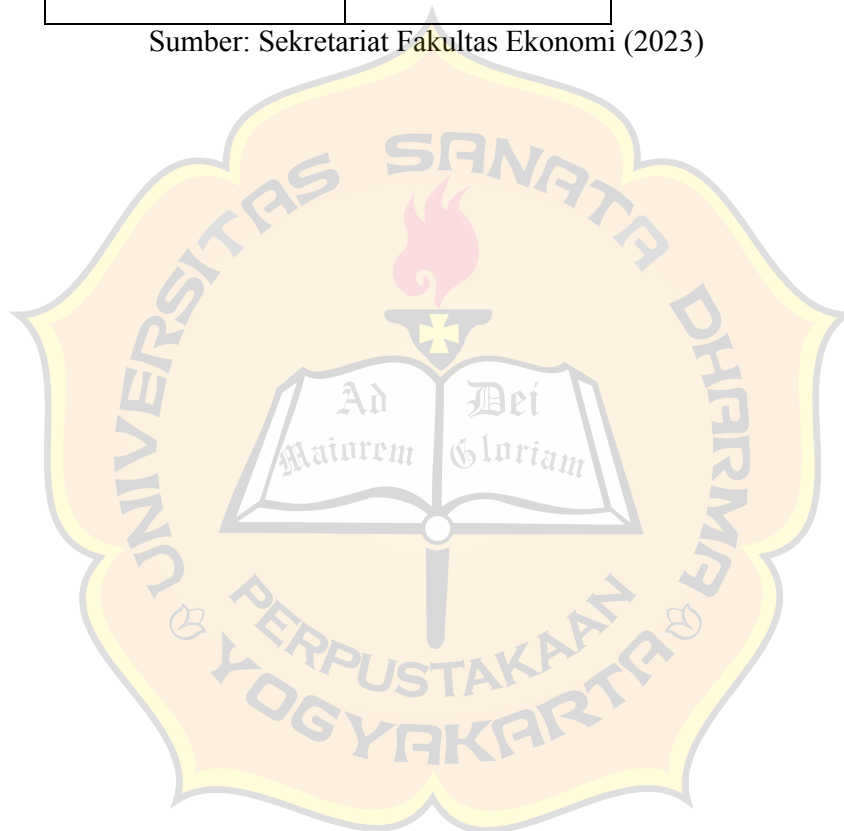 Sumber: Sekretariat Fakultas Ekonomi (2023)
UNIVERSITAS SANATA DHARMA
Ad Dei
Maiorem Gloriam
PERPUSTAKAAN
YOGYAKARTA